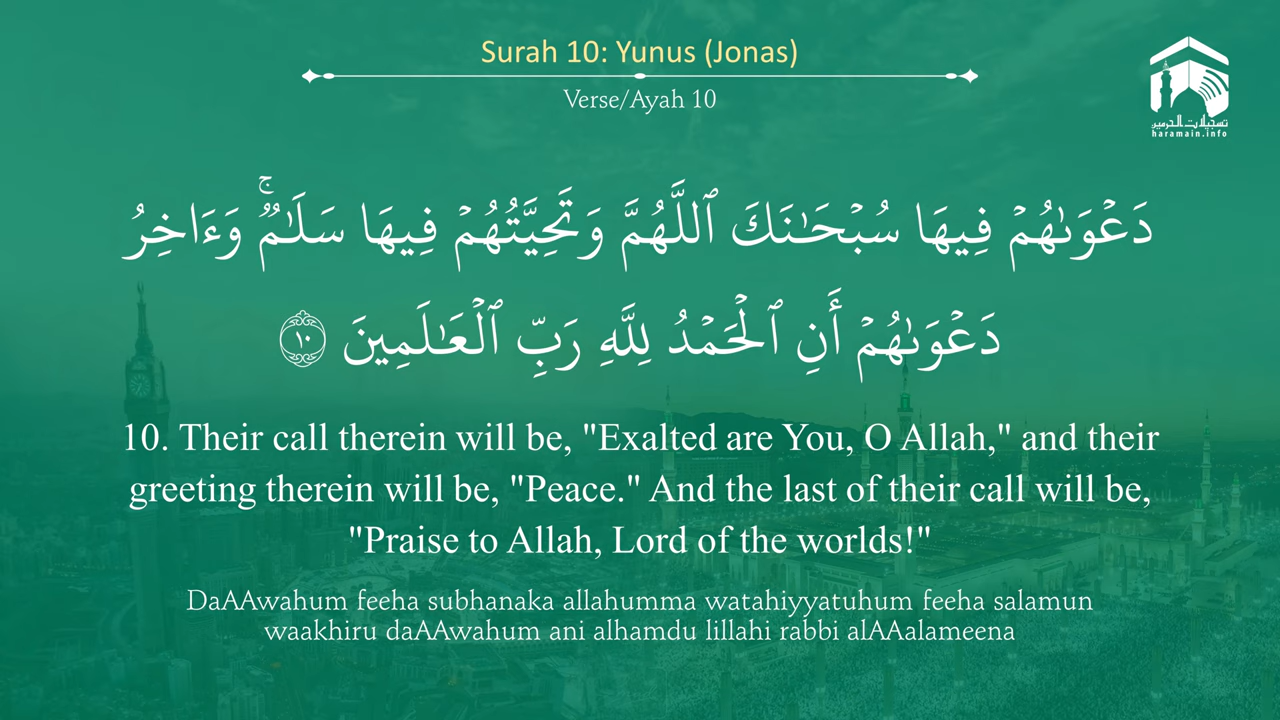 Surah 10: Yunus (Jonas)
Verse/Ayah 10
تسجيلات الحرمين
haramain.info
دَعْوَىٰهُمْ فِيهَا سُبْحَـٰنَكَ ٱللَّهُمَّ وَتَحِيَّتُهُمْ فِيهَا سَلَـٰمٌۭ ۚ وَءَاخِرُ
دَعْوَىٰهُمْ أَنِ ٱلْحَمْدُ لِلَّهِ رَبِّ ٱلْعَـٰلَمِينَ ١٠
10. Their call therein will be, "Exalted are You, O Allah," and their
greeting therein will be, "Peace." And the last of their call will be,
"Praise to Allah, Lord of the worlds!"
DaAAwahum feeha subhanaka allahumma watahiyyatuhum feeha salamun
waakhiru daAAwahum ani alhamdu lillahi rabbi alAAalameena